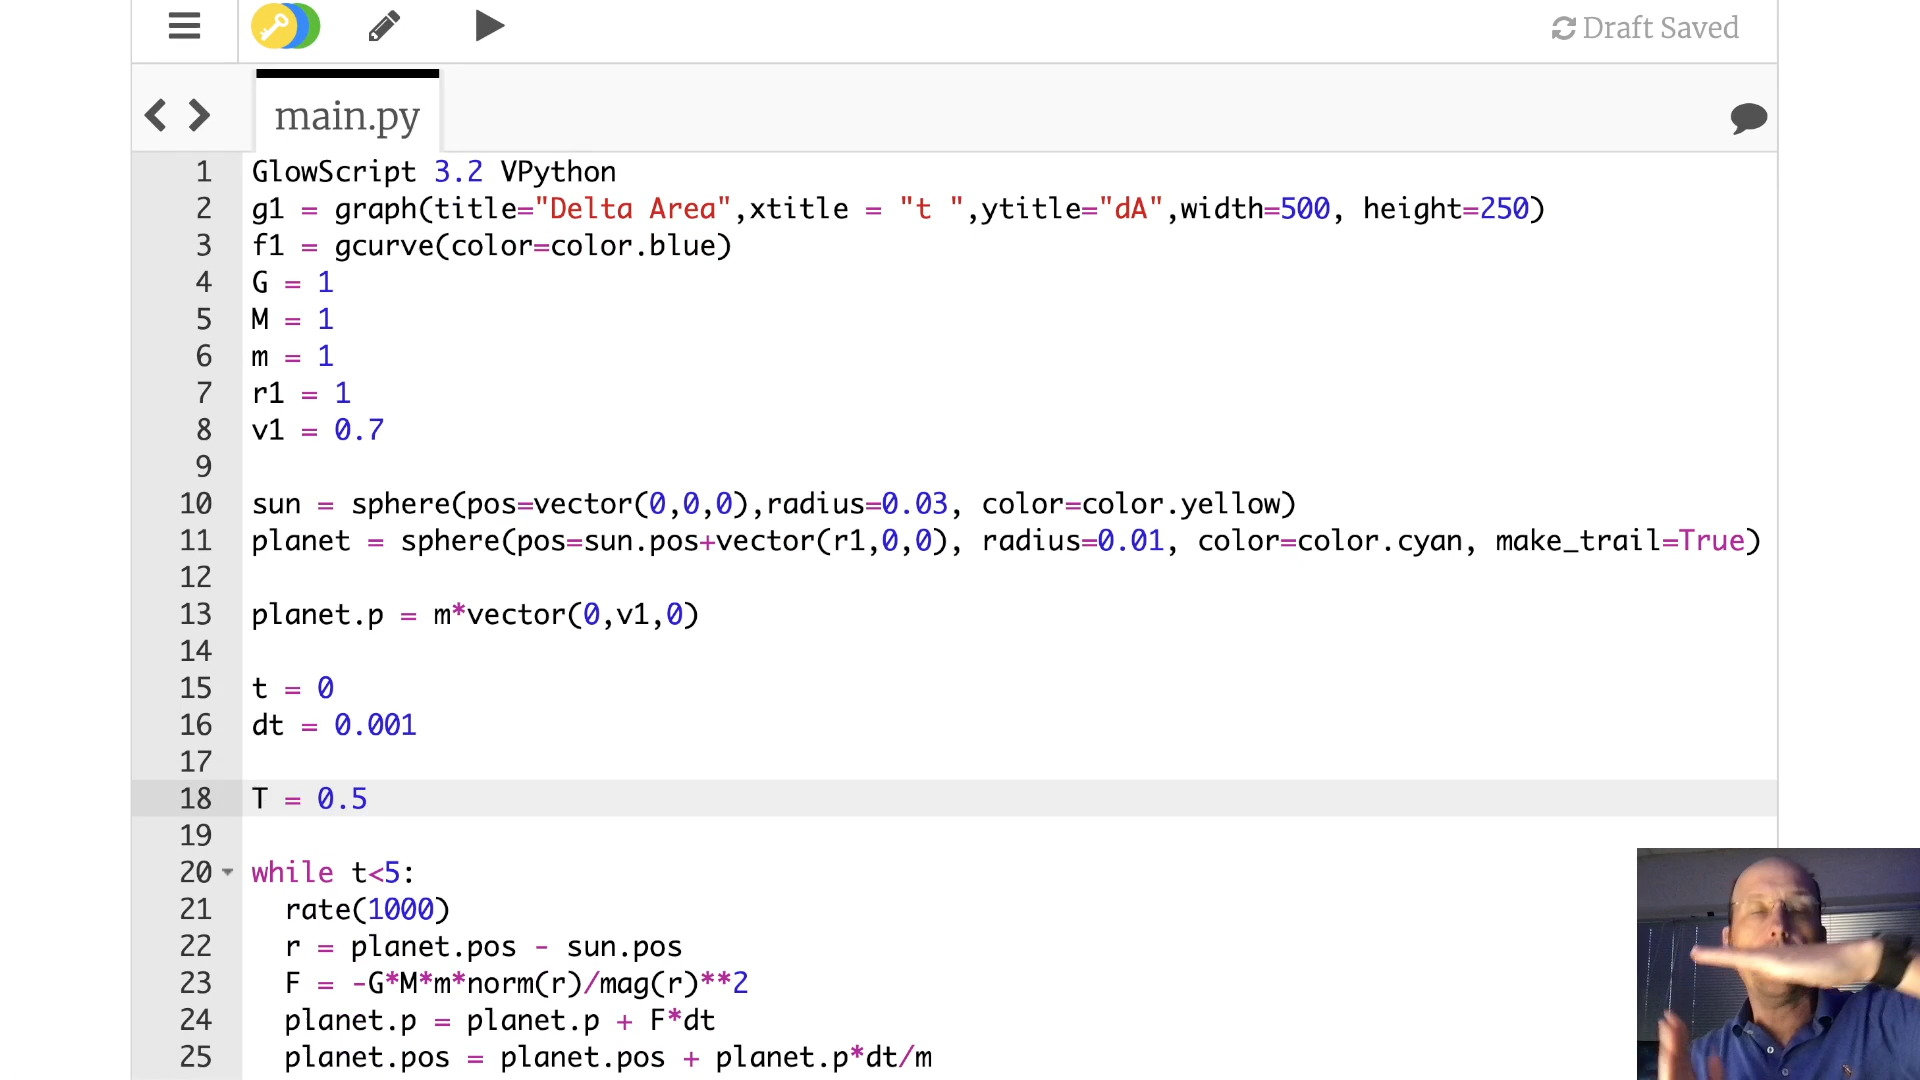 Draft Saved
main.py
1 GlowScript 3.2 VPython
2 g1 = graph(title="Delta Area",xtitle = "t ",ytitle="dA",width=500, height=250)
3 f1 = gcurve(color=color.blue)
4 G = 1
5 M = 1
6 m = 1
7 r1 = 1
8 v1 = 0.7
9
10 sun = sphere(pos=vector(0,0,0),radius=0.03, color=color.yellow)
11 planet = sphere(pos=sun.pos+vector(r1,0,0), radius=0.01, color=color.cyan, make_trail=True)
12
13 planet.p = m*vector(0,v1,0)
14
15 t = 0
16 dt = 0.001
17
18 T = 0.5
19
20 while t<5:
21 rate(1000)
22 r = planet.pos - sun.pos
23 F = -G*M*m*norm(r)/mag(r)**2
24 planet.p = planet.p + F*dt
25 planet.pos = planet.pos + planet.p*dt/m